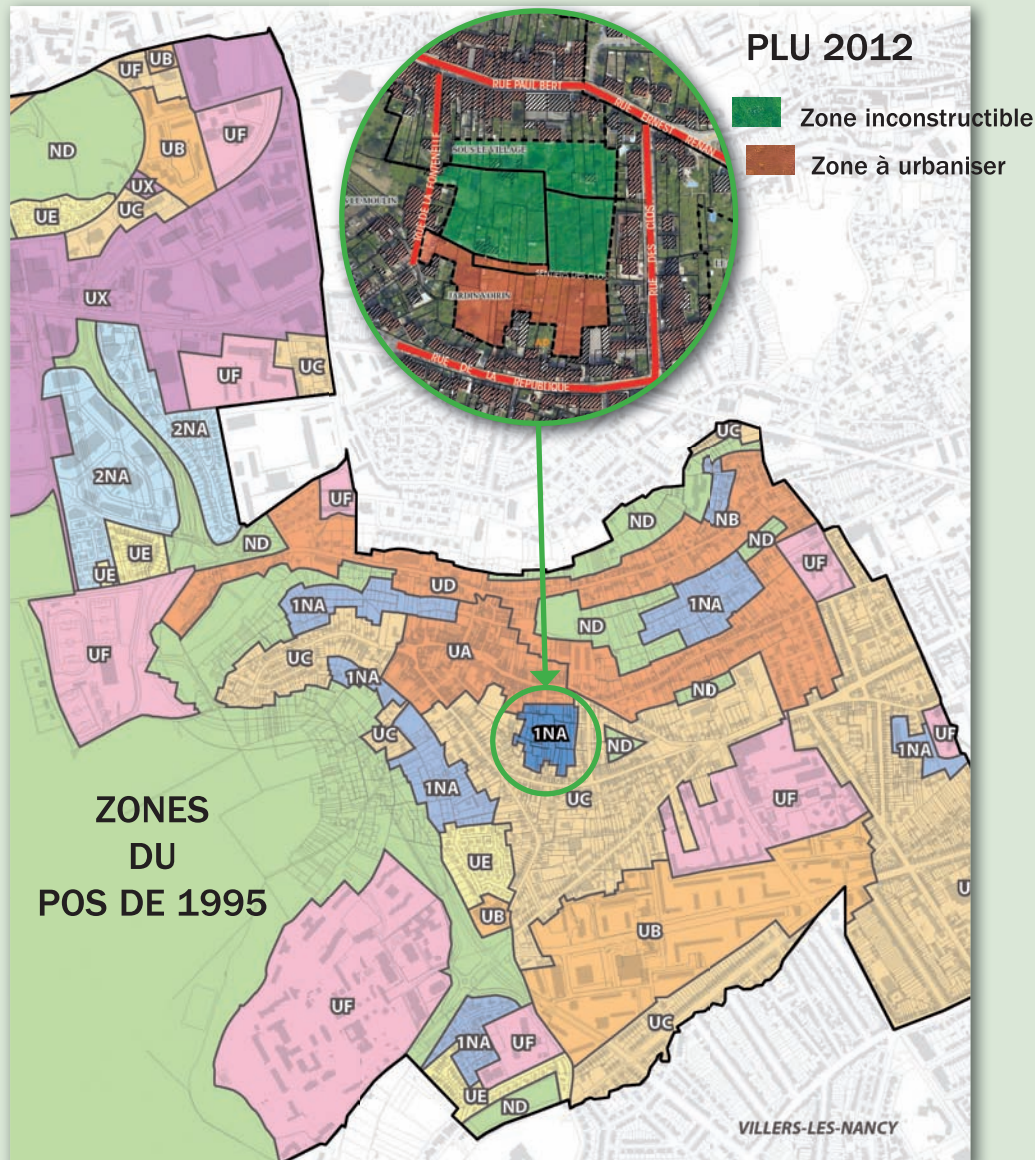 PLU 2012
Zone inconstructible
Zone à urbaniser
RUE PAUL BERT
RUE ERNEST RENAN
RUE DE LA FONTENELLE
SOUS LE VILLAGE
RUE DES CLOS
JARDIN VOIRIN
RUE DE LA REPUBLIQUE
UF
UB
ND
UB
UF
UX
UE
UC
UX
UF
UC
2NA
2NA
UF
UC
ND
NB
ND
ND
UE
UE
UD
UF
1NA
1NA
ND
UF
UC
UA
1NA
ND
UC
1NA
ND
1NA
UF
1NA
UC
UF
ZONES
DU
POS DE 1995
UE
UB
UB
UF
UC
1NA
UF
UE
ND
VILLERS-LES-NANCY